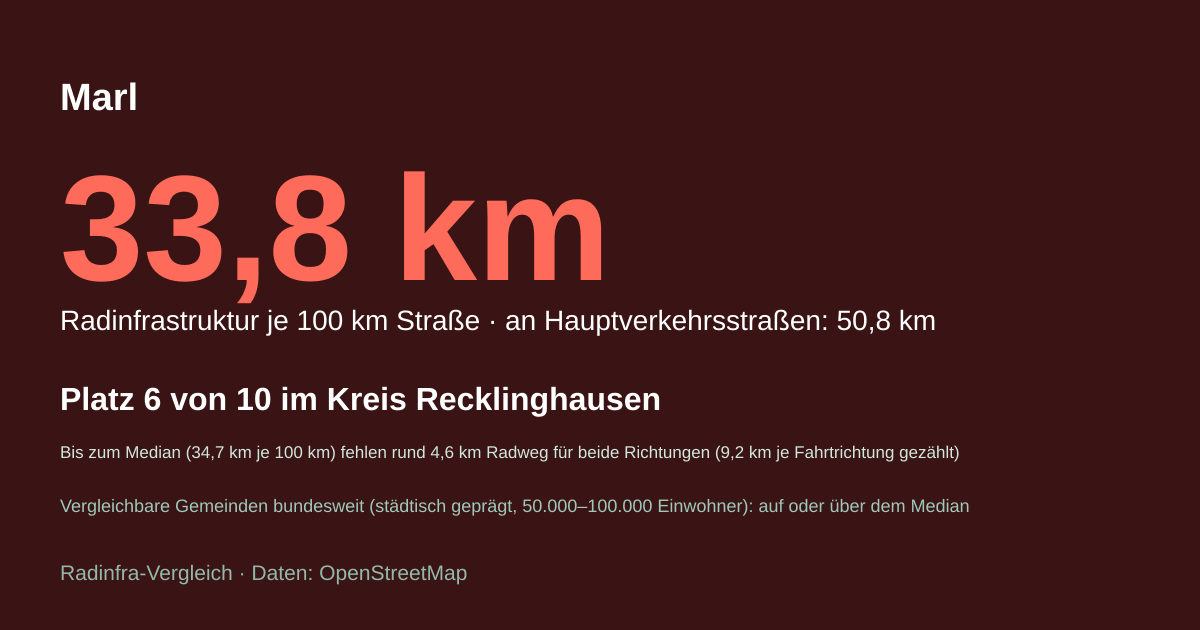 Marl
33,8 km
Radinfrastruktur je 100 km Straße · an Hauptverkehrsstraßen: 50,8 km
Platz 6 von 10 im Kreis Recklinghausen
Bis zum Median (34,7 km je 100 km) fehlen rund 4,6 km Radweg für beide Richtungen (9,2 km je Fahrtrichtung gezählt)
Vergleichbare Gemeinden bundesweit (städtisch geprägt, 50.000–100.000 Einwohner): auf oder über dem Median
Radinfra-Vergleich · Daten: OpenStreetMap